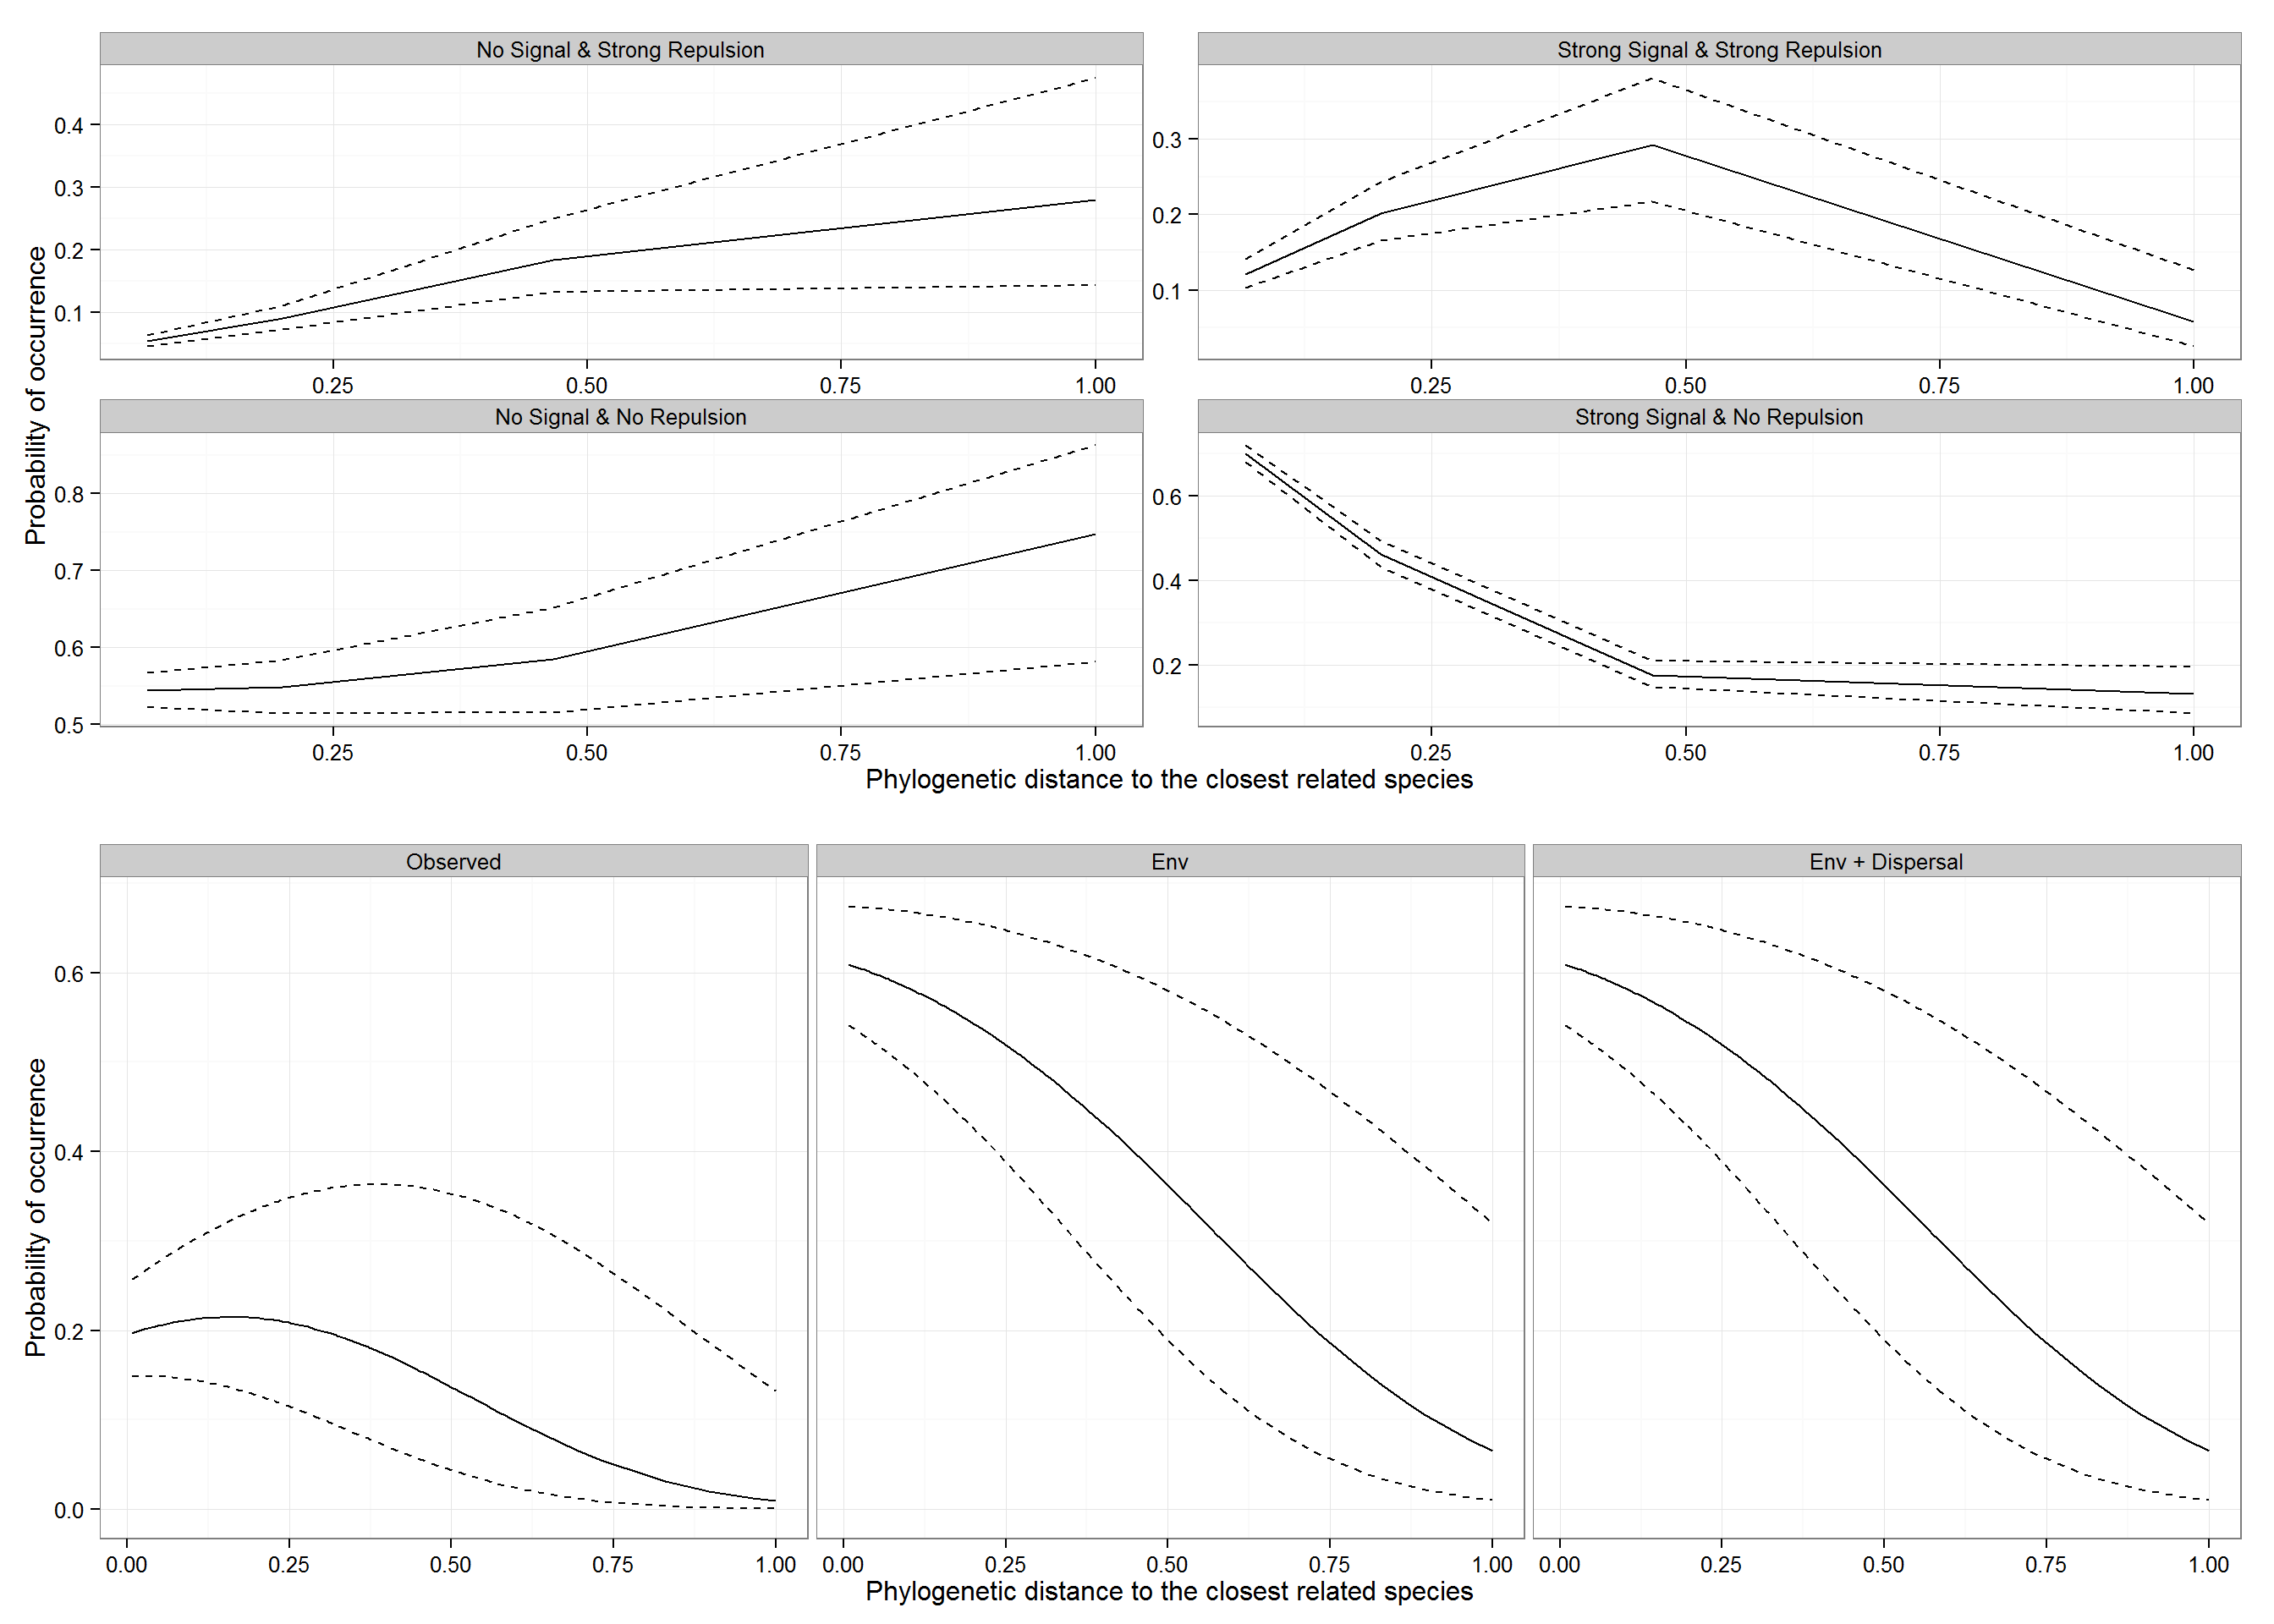 No Signal & Strong Repulsion
Strong Signal & Strong Repulsion
0.4
0.3
0.2
0.1
0.3
0.2
0.1
0.25 0.50 0.75 1.00
0.25 0.50 0.75 1.00
Probability of occurrence
No Signal & No Repulsion
Strong Signal & No Repulsion
0.8
0.7
0.6
0.5
0.6
0.4
0.2
0.25 0.50 0.75 1.00
0.25 0.50 0.75 1.00
Phylogenetic distance to the closest related species
Observed
Env
Env + Dispersal
Probability of occurrence
0.6
0.4
0.2
0.0
0.00 0.25 0.50 0.75 1.00
0.00 0.25 0.50 0.75 1.00
0.00 0.25 0.50 0.75 1.00
Phylogenetic distance to the closest related species